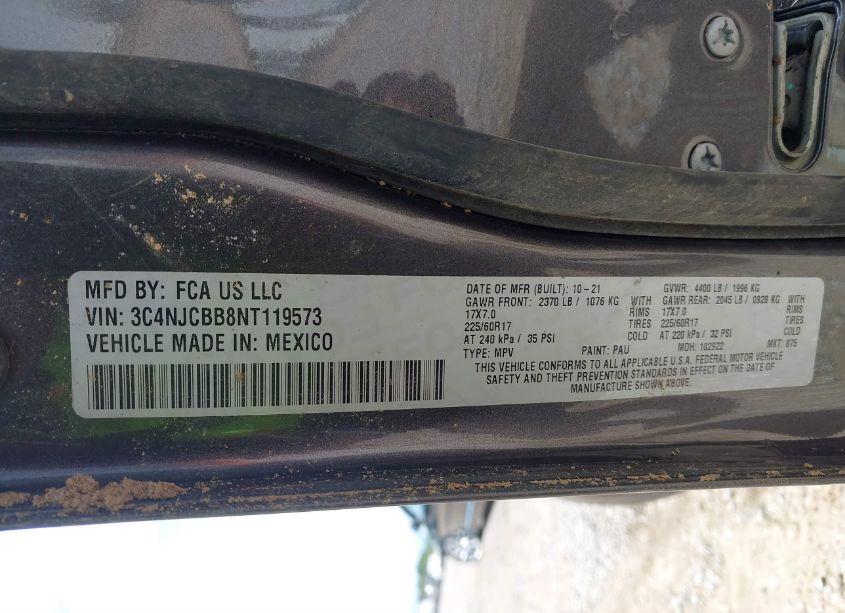 MFD BY: FCA US LLC
VIN: 3C4NJCBB8NT119573
VEHICLE MADE IN: MEXICO
DATE OF MFR (BUILT): 10-21 GVWR: 4400 LB / 1996 KG
GAWR FRONT: 2370 LB / 1076 KG WITH GAWR REAR: 2045 LB / 0928 KG WITH
17X7.0 RIMS 17X7.0 RIMS
225/60R17 TIRES 225/60R17 TIRES
AT 240 kPa / 35 PSI COLD AT 220 kPa / 32 PSI COLD
TYPE: MPV PAINT: PAU MDH: 102922 MKT: 875
THIS VEHICLE CONFORMS TO ALL APPLICABLE U.S.A. FEDERAL MOTOR VEHICLE
SAFETY AND THEFT PREVENTION STANDARDS IN EFFECT ON THE DATE OF
MANUFACTURE SHOWN ABOVE.